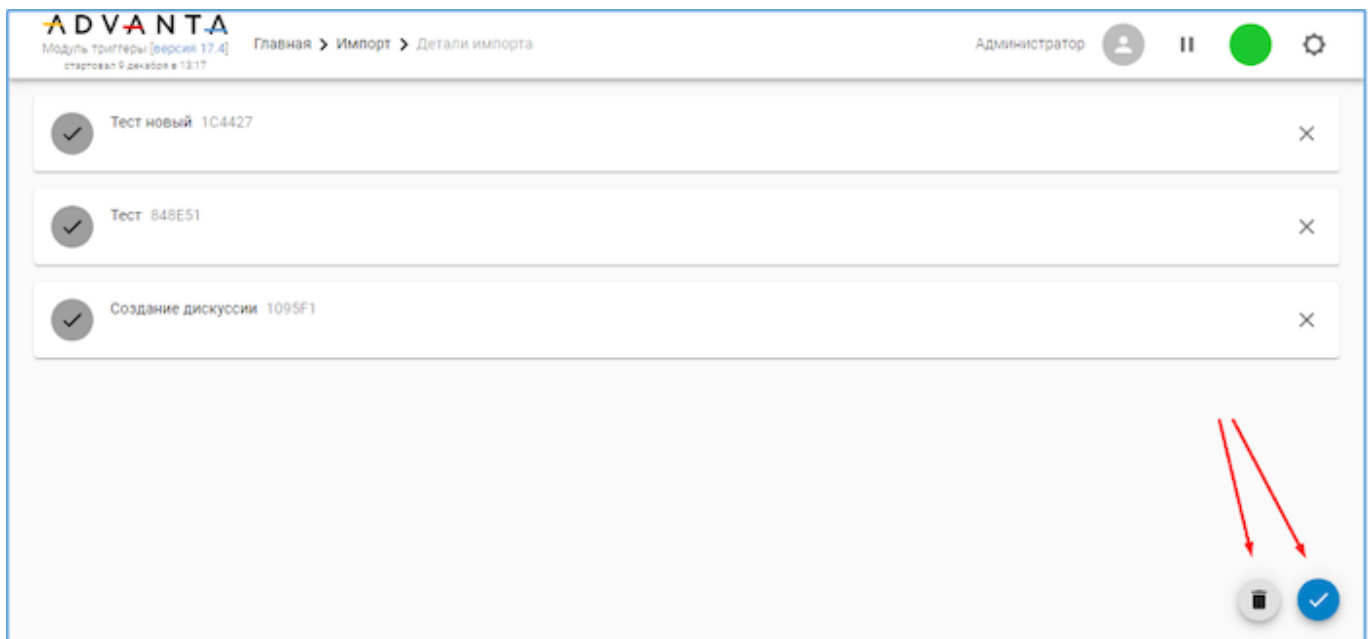 ADVANTA
Модуль триггеры [версия 17.4]
стартовал 9 декабря в 13:17
Главная > Импорт > Детали импорта
Администратор
Тест новый 1C4427
Тест 848E51
Создание дискуссии 1095F1